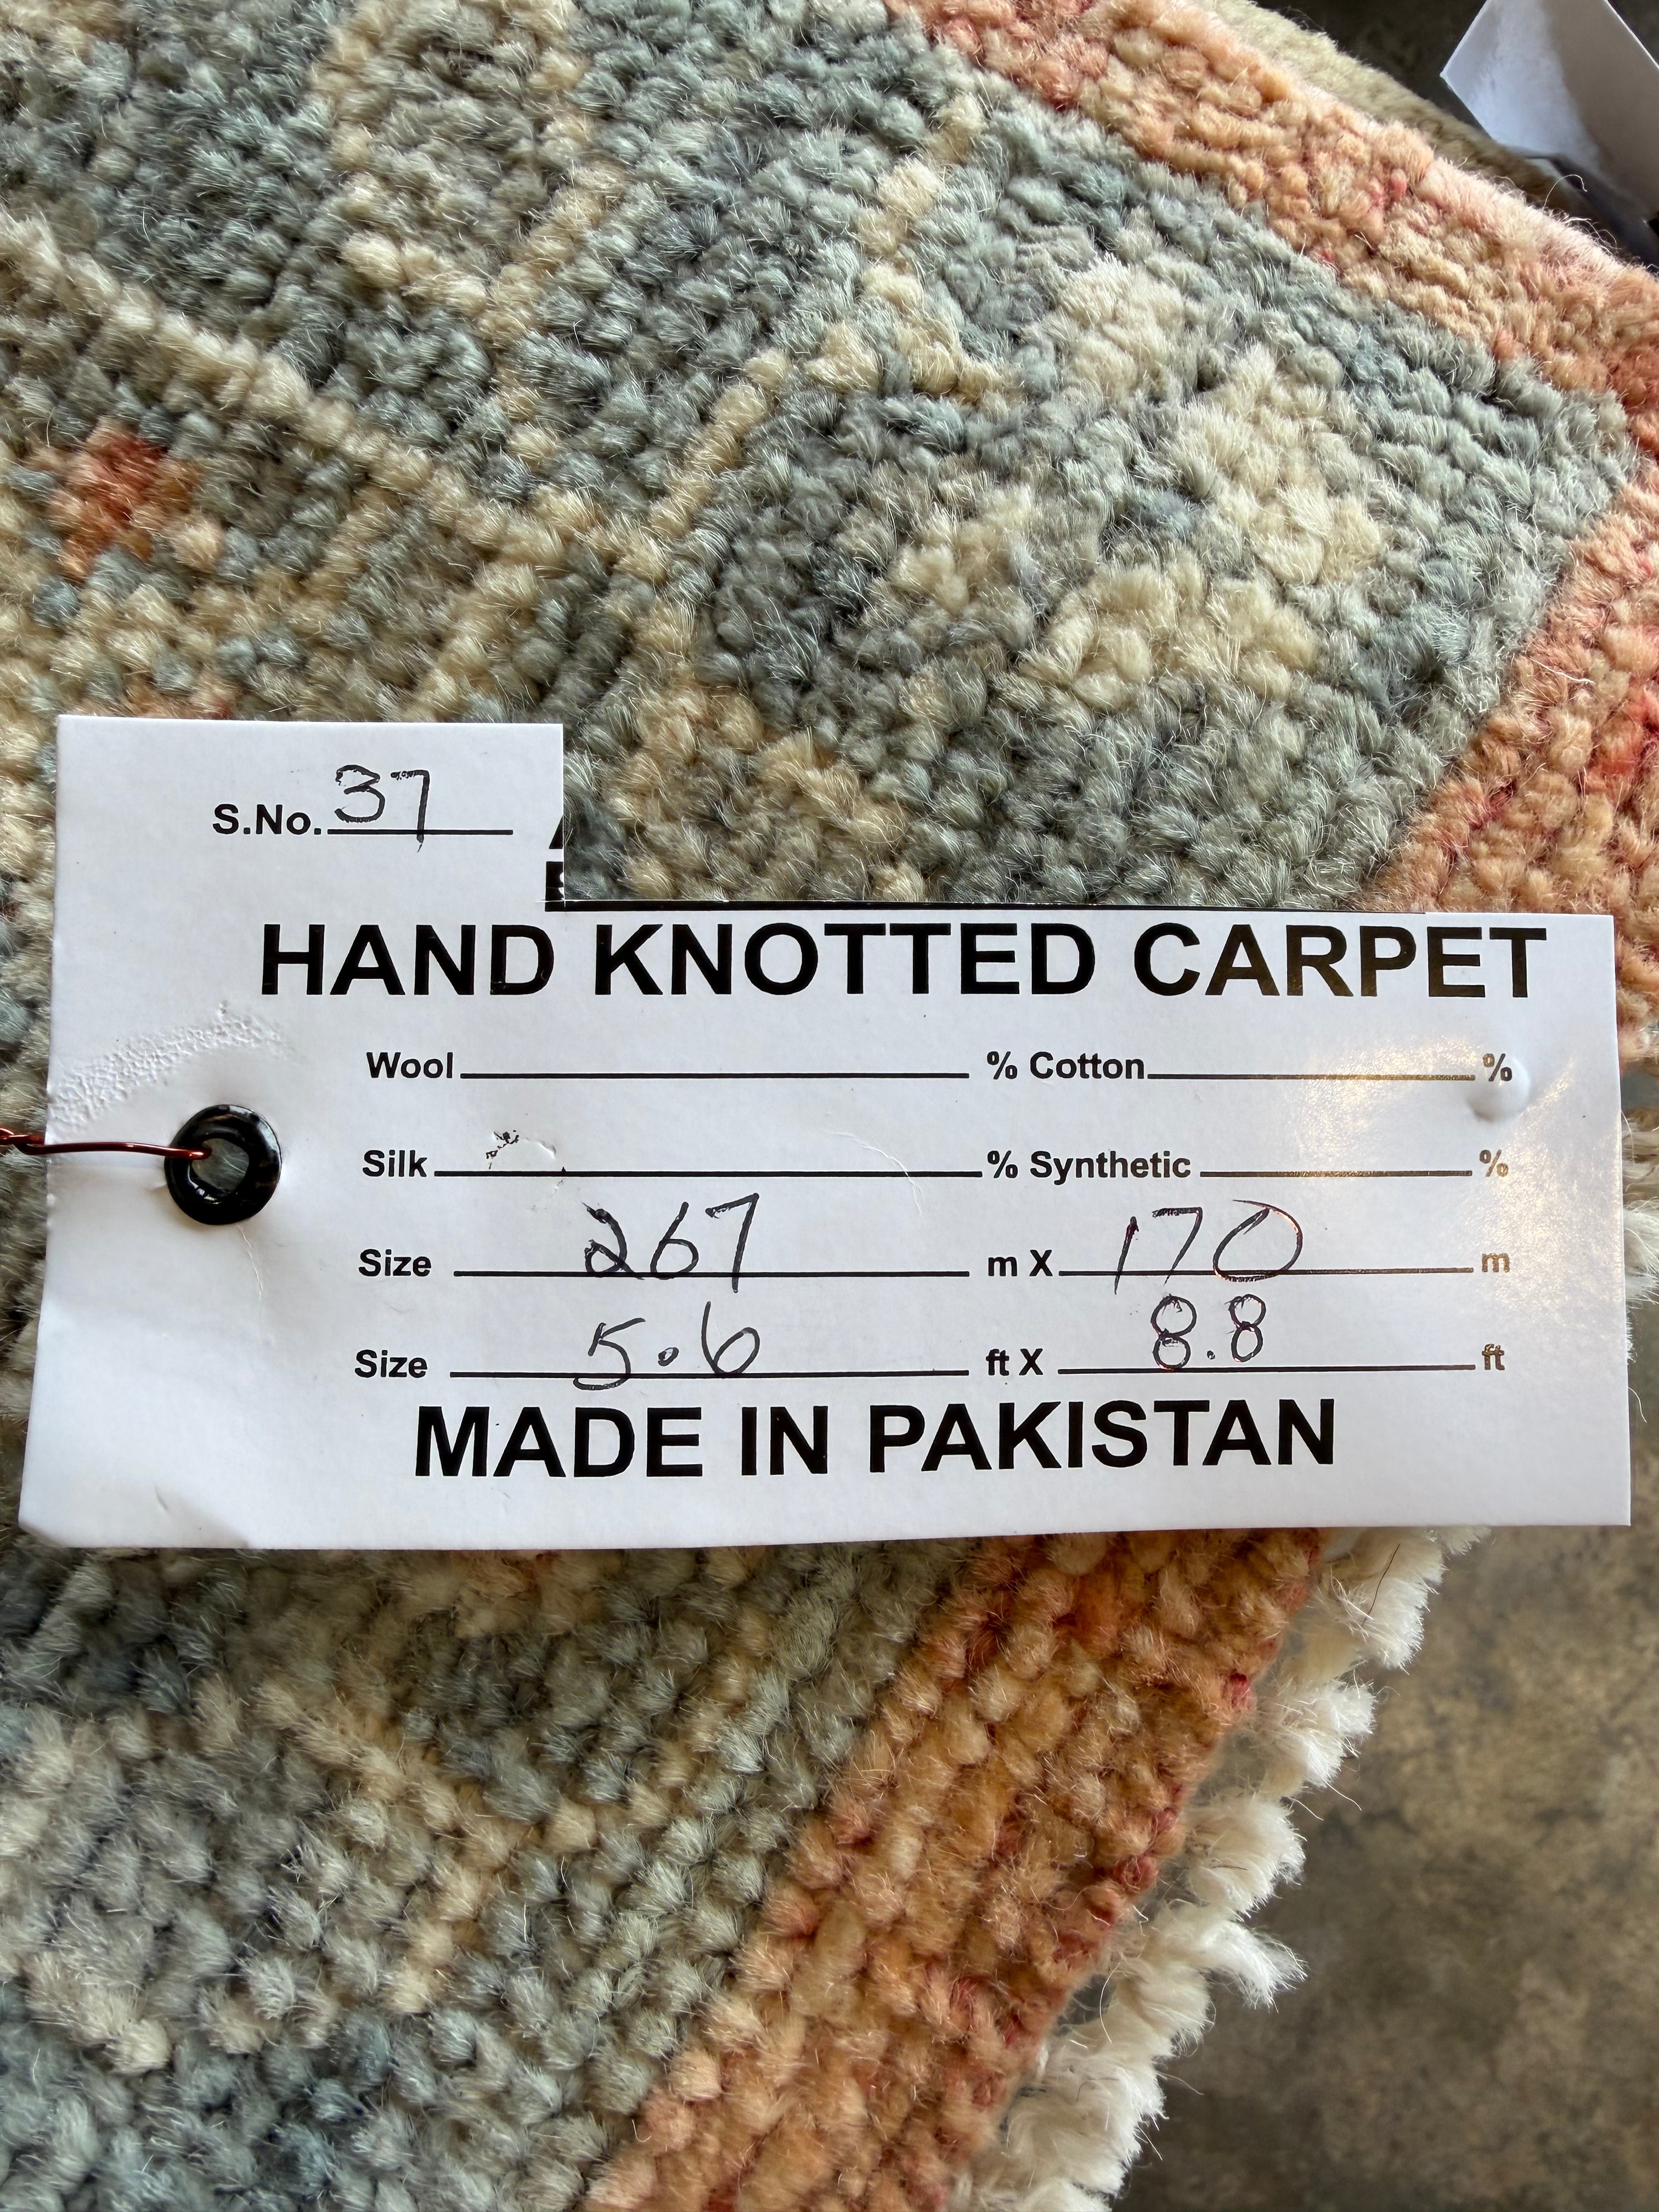 S.No. 37
HAND KNOTTED CARPET
Wool % Cotton %
Silk % Synthetic %
Size 267 m X 170 m
Size 5.6 ft X 8.8 ft
MADE IN PAKISTAN